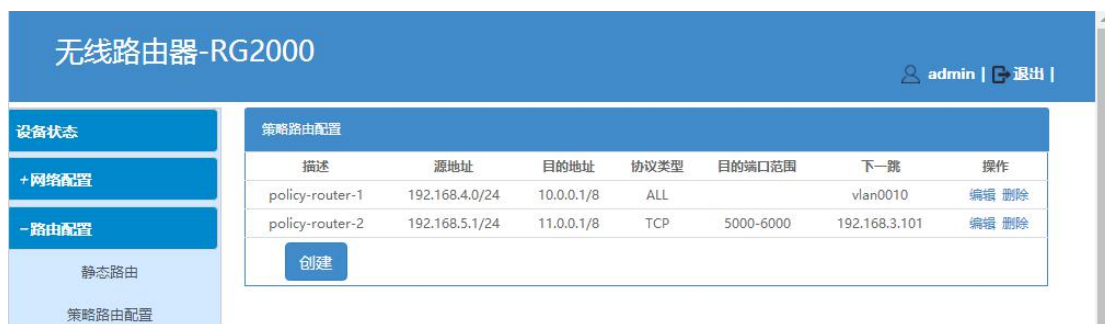 无线路由器-RG2000
admin | 退出 |
设备状态
+网络配置
-路由配置
静态路由
策略路由配置
策略路由配置
描述 源地址 目的地址 协议类型 目的端口范围 下一跳 操作
policy-router-1 192.168.4.0/24 10.0.0.1/8 ALL vlan0010 编辑 删除
policy-router-2 192.168.5.1/24 11.0.0.1/8 TCP 5000-6000 192.168.3.101 编辑 删除
创建